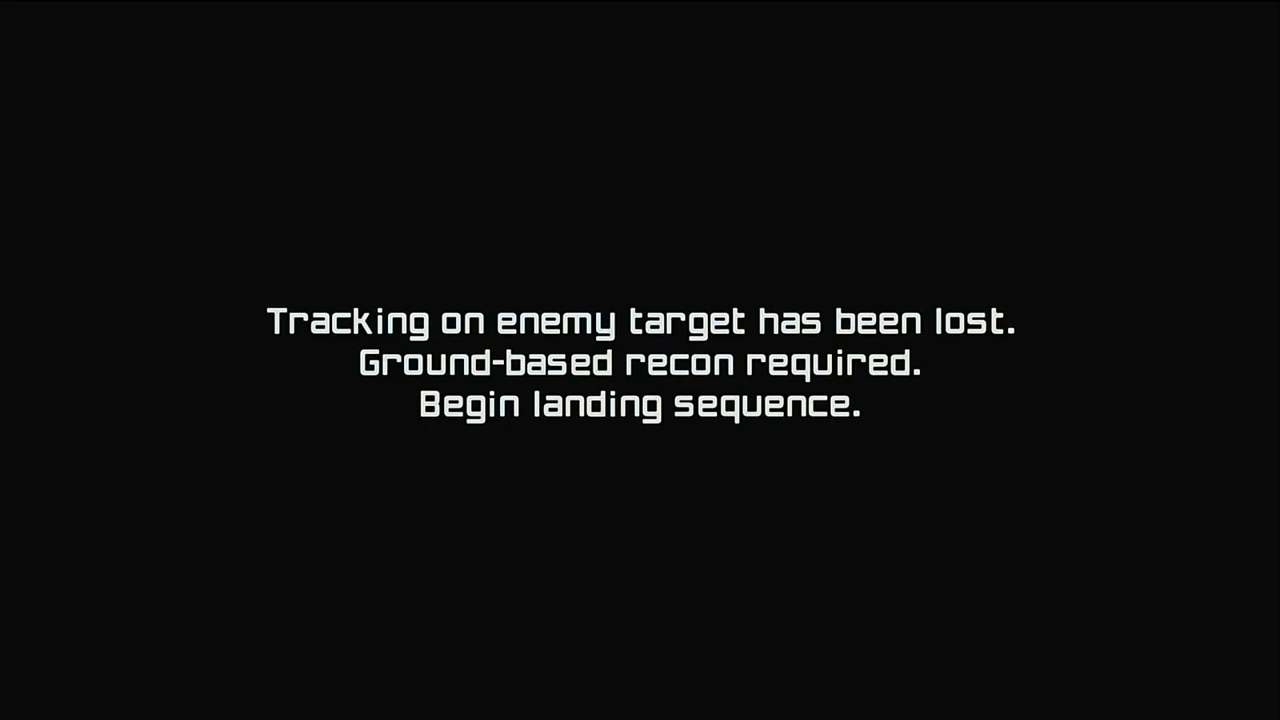 Tracking on enemy target has been lost.
Ground-based recon required.
Begin landing sequence.